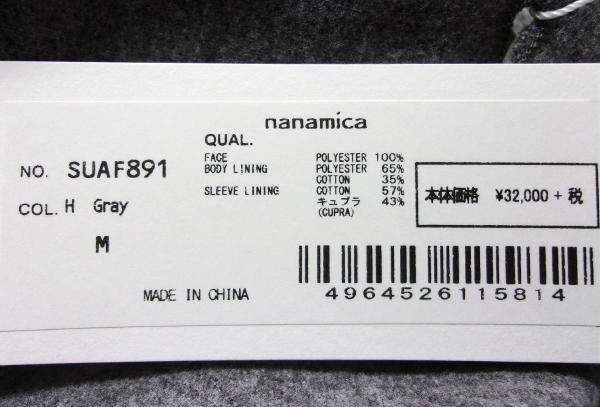 nanamica
QUAL.
NO. SUAF891
COL. H Gray
M
FACE POLYESTER 100%
BODY LINING POLYESTER 65%
COTTON 35%
SLEEVE LINING COTTON 57%
キュプラ 43%
(CUPRA)
本体価格 ¥32,000 + 税
MADE IN CHINA
4964526115814